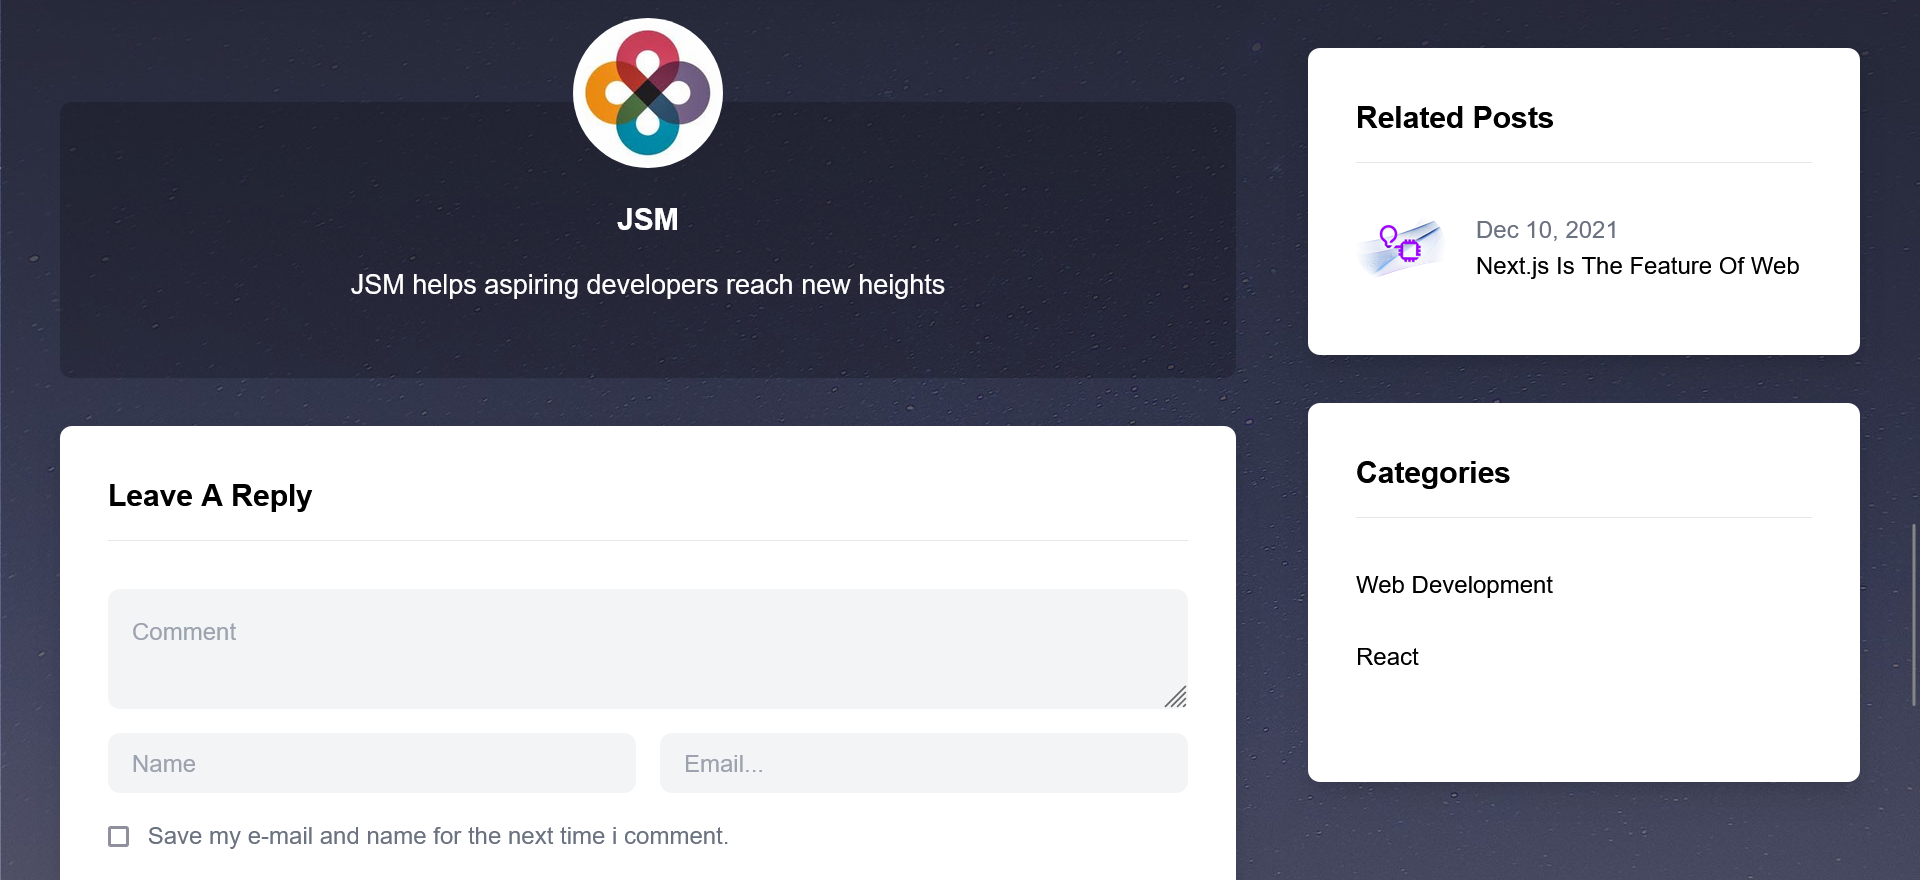 JSM
JSM helps aspiring developers reach new heights
Leave A Reply
Comment
Name
Email...
Save my e-mail and name for the next time i comment.
Related Posts
Dec 10, 2021
Next.js Is The Feature Of Web
Categories
Web Development
React